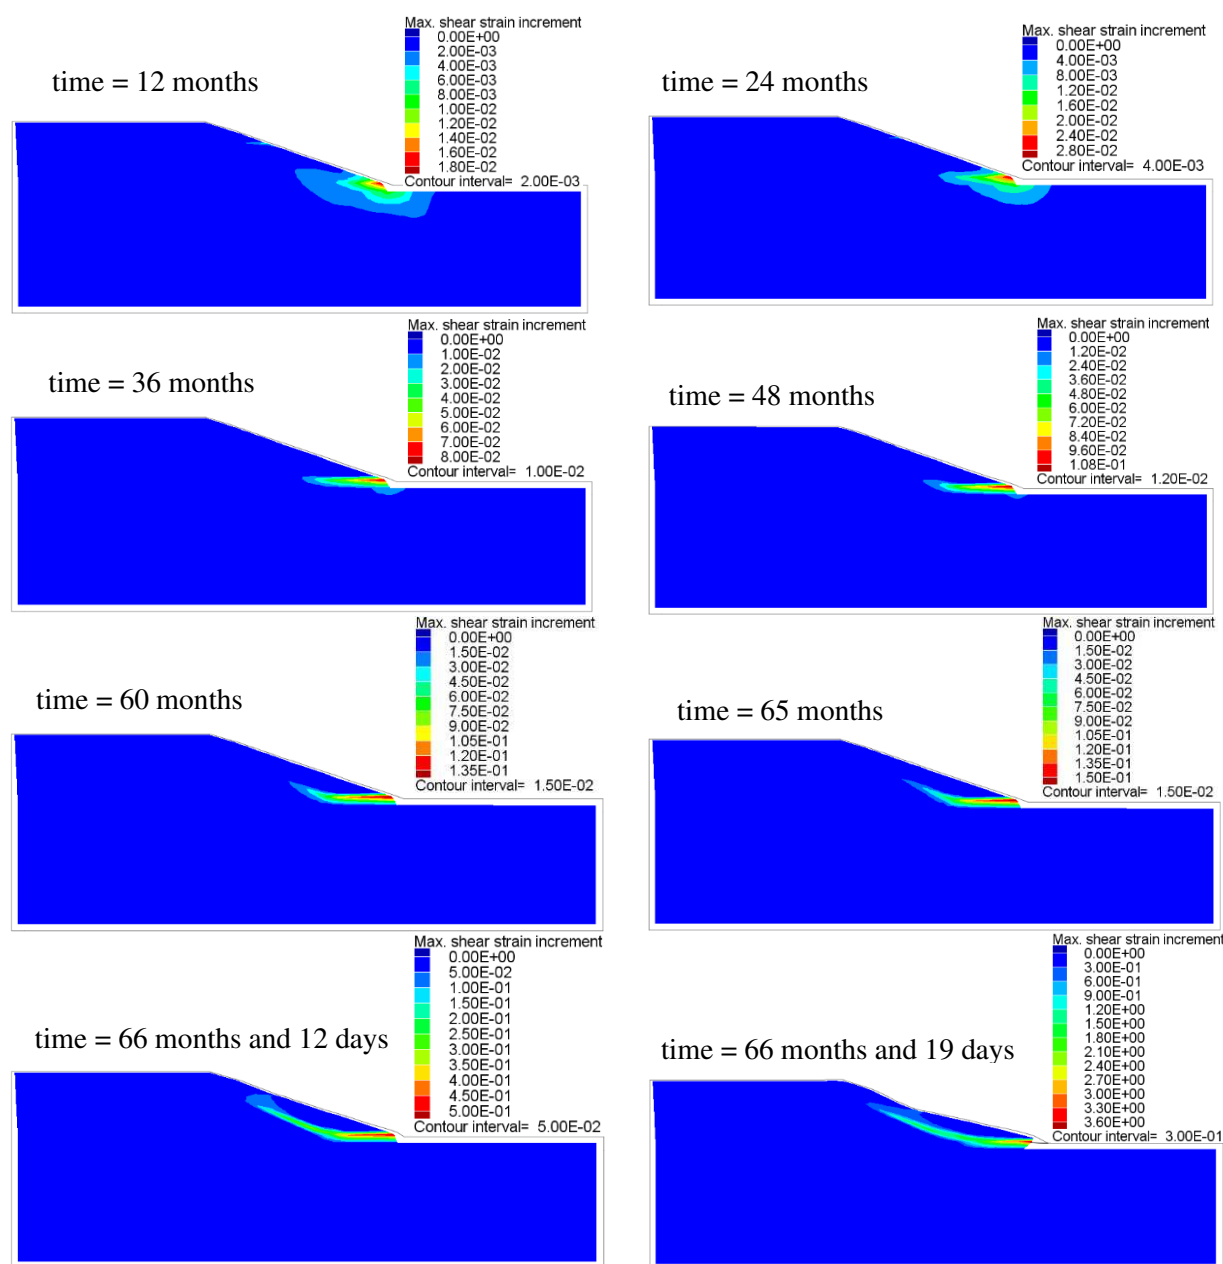 Max. shear strain increment
0.00E+00
2.00E-03
4.00E-03
6.00E-03
8.00E-03
1.00E-02
1.20E-02
1.40E-02
1.60E-02
1.80E-02
Contour interval= 2.00E-03
time = 12 months
Max. shear strain increment
0.00E+00
4.00E-03
8.00E-03
1.20E-02
1.60E-02
2.00E-02
2.40E-02
2.80E-02
Contour interval= 4.00E-03
time = 24 months
Max. shear strain increment
0.00E+00
1.00E-02
2.00E-02
3.00E-02
4.00E-02
5.00E-02
6.00E-02
7.00E-02
8.00E-02
Contour interval= 1.00E-02
time = 36 months
Max. shear strain increment
0.00E+00
1.20E-02
2.40E-02
3.60E-02
4.80E-02
6.00E-02
7.20E-02
8.40E-02
9.60E-02
1.08E-01
Contour interval= 1.20E-02
time = 48 months
Max. shear strain increment
0.00E+00
1.50E-02
3.00E-02
4.50E-02
6.00E-02
7.50E-02
9.00E-02
1.05E-01
1.20E-01
1.35E-01
Contour interval= 1.50E-02
time = 60 months
Max. shear strain increment
0.00E+00
1.50E-02
3.00E-02
4.50E-02
6.00E-02
7.50E-02
9.00E-02
1.05E-01
1.20E-01
1.35E-01
1.50E-01
Contour interval= 1.50E-02
time = 65 months
Max. shear strain increment
0.00E+00
5.00E-02
1.00E-01
1.50E-01
2.00E-01
2.50E-01
3.00E-01
3.50E-01
4.00E-01
4.50E-01
5.00E-01
Contour interval= 5.00E-02
time = 66 months and 12 days
Max. shear strain increment
0.00E+00
3.00E-01
6.00E-01
9.00E-01
1.20E+00
1.50E+00
1.80E+00
2.10E+00
2.40E+00
2.70E+00
3.00E+00
3.30E+00
3.60E+00
Contour interval= 3.00E-01
time = 66 months and 19 days